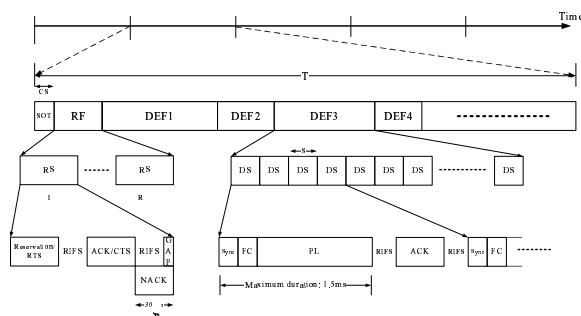 Time
T
CS
SOT RF DEF1 DEF2 DEF3 DEF4
S
RS RS DS DS DS DS DS DS DS DS
1 R
Reservation/ RTS RIFS ACK/CTS RIFS GAP sync FC PL RIFS ACK RIFS sync FC
NACK
Maximum duration: 1.5ms
30